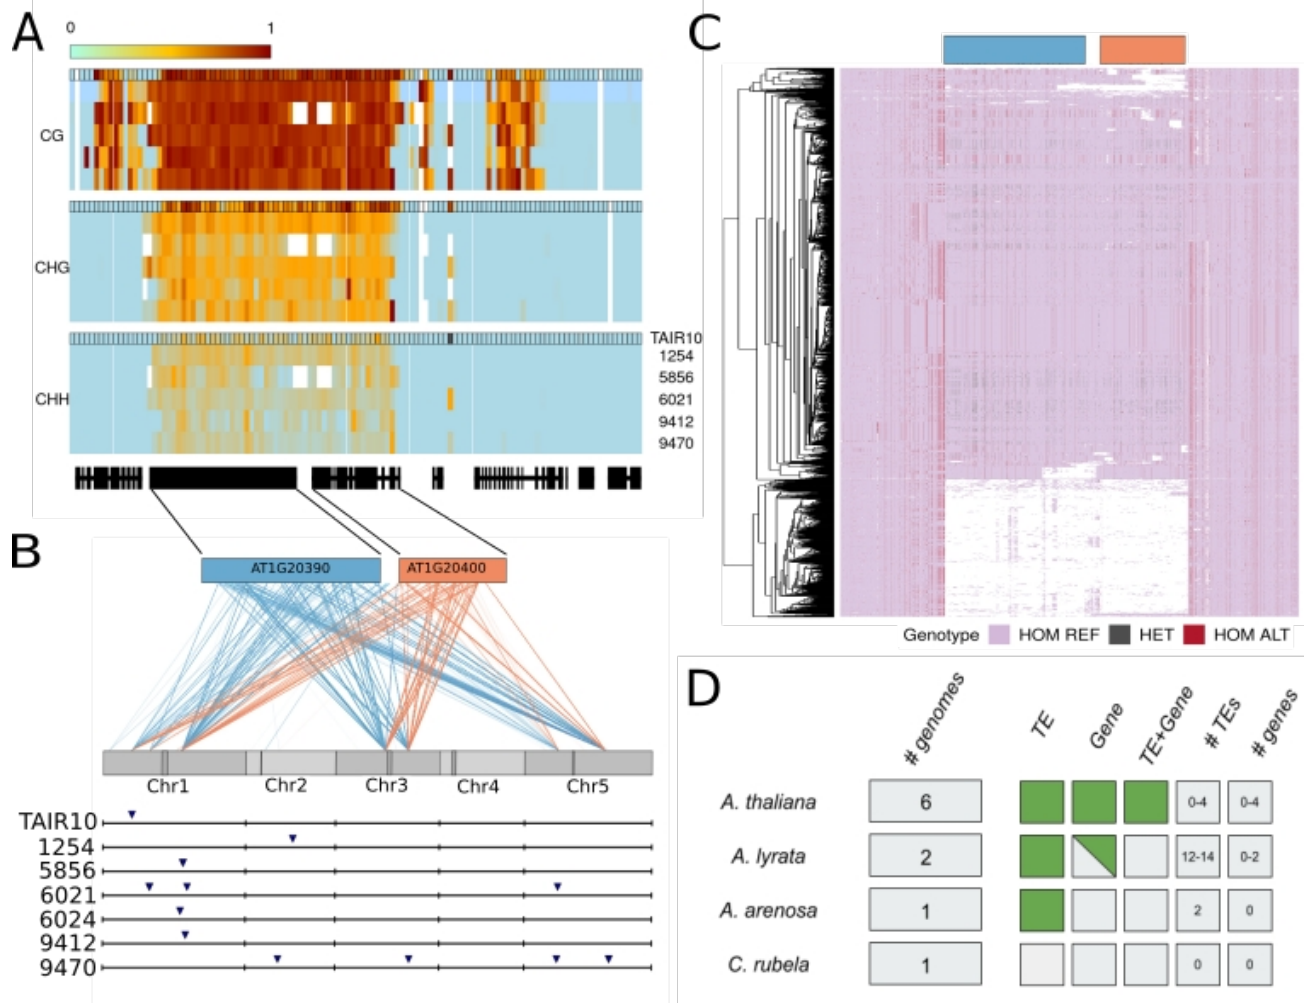 A
0 1
CG
CHG
CHH
TAIR10
1254
5856
6021
9412
9470
B
AT1G20390 AT1G20400
Chr1 Chr2 Chr3 Chr4 Chr5
TAIR10
1254
5856
6021
6024
9412
9470
C
Genotype HOM REF HET HOM ALT
D
# genomes TE Gene TE+Gene # TEs # genes
A. thaliana 6 0-4 0-4
A. lyrata 2 12-14 0-2
A. arenosa 1 2 0
C. rubela 1 0 0